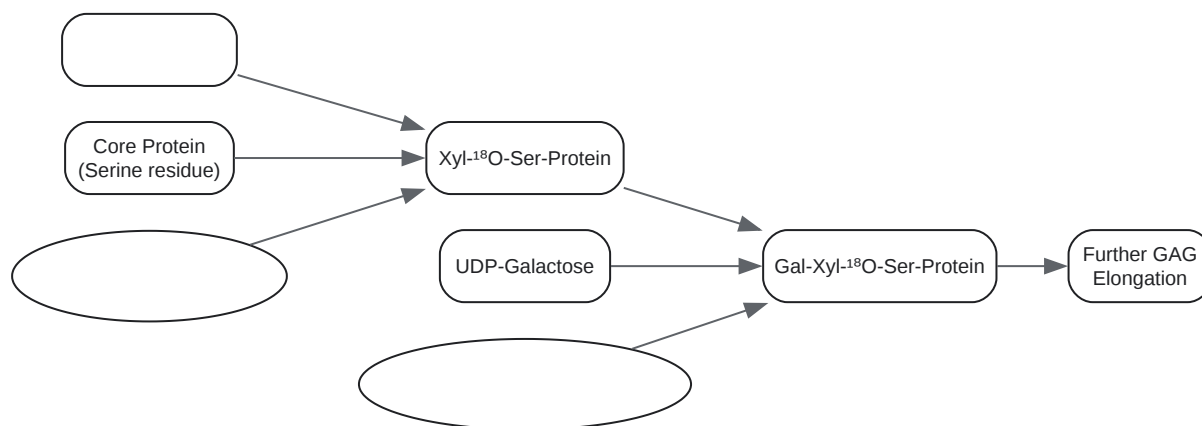 Core Protein
(Serine residue)
Xyl-¹⁸O-Ser-Protein
UDP-Galactose
Gal-Xyl-¹⁸O-Ser-Protein
Further GAG
Elongation